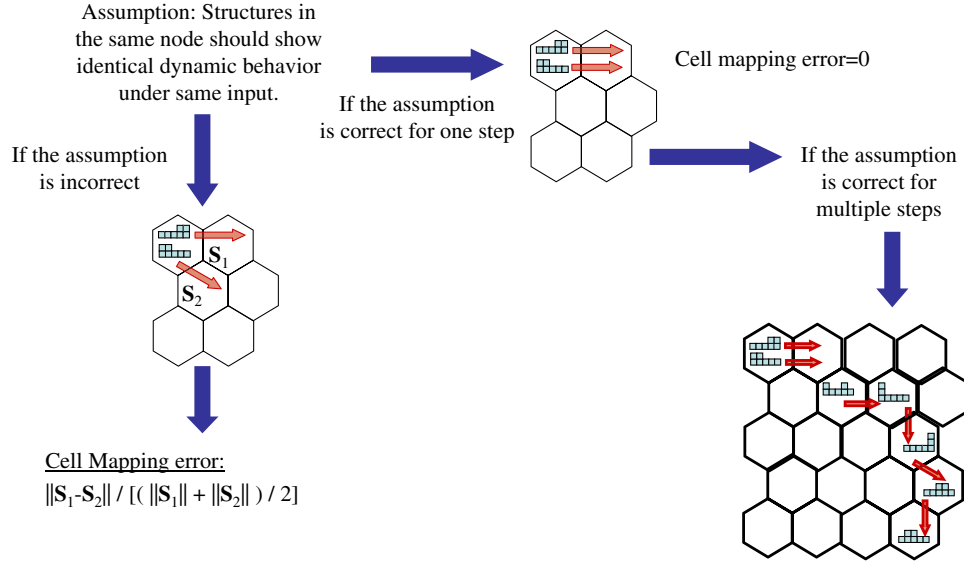 Assumption: Structures in
the same node should show
identical dynamic behavior
under same input.
If the assumption
is correct for one step
Cell mapping error=0
If the assumption
is incorrect
If the assumption
is correct for
multiple steps
S₁
S₂
Cell Mapping error:
||S₁-S₂|| / [( ||S₁|| + ||S₂|| ) / 2]